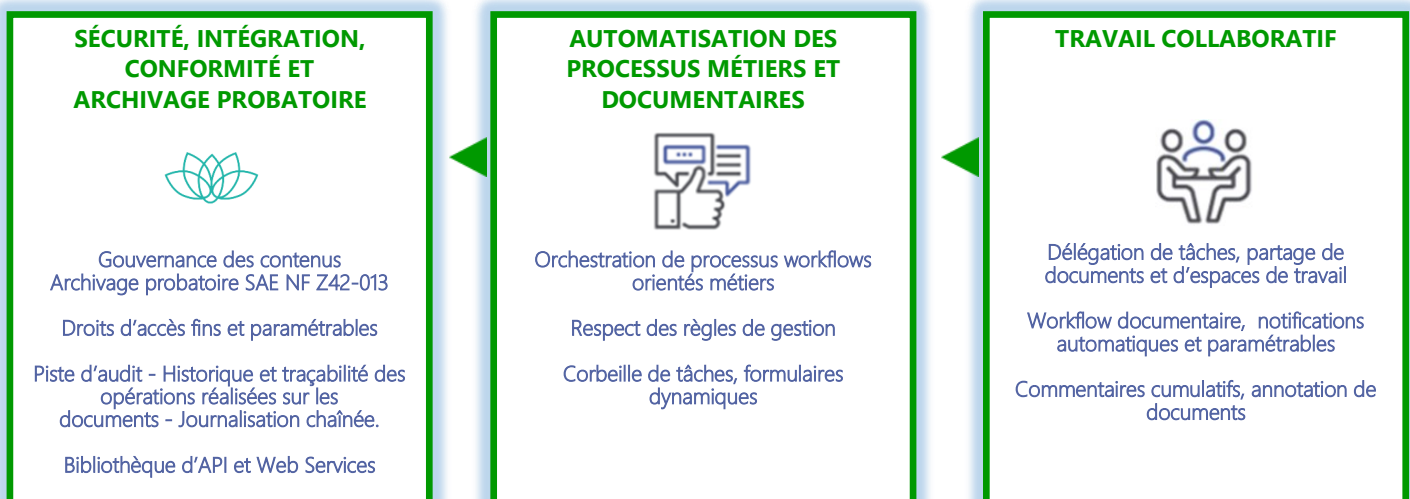 SÉCURITÉ, INTÉGRATION,
CONFORMITÉ ET
ARCHIVAGE PROBATOIRE
Gouvernance des contenus
Archivage probatoire SAE NF Z42-013
Droits d’accès fins et paramétrables
Piste d’audit - Historique et traçabilité des
opérations réalisées sur les
documents - Journalisation chaînée.
Bibliothèque d’API et Web Services
AUTOMATISATION DES
PROCESSUS MÉTIERS ET
DOCUMENTAIRES
Orchestration de processus workflows
orientés métiers
Respect des règles de gestion
Corbeille de tâches, formulaires
dynamiques
TRAVAIL COLLABORATIF
Délégation de tâches, partage de
documents et d’espaces de travail
Workflow documentaire,  notifications
automatiques et paramétrables
Commentaires cumulatifs, annotation de
documents